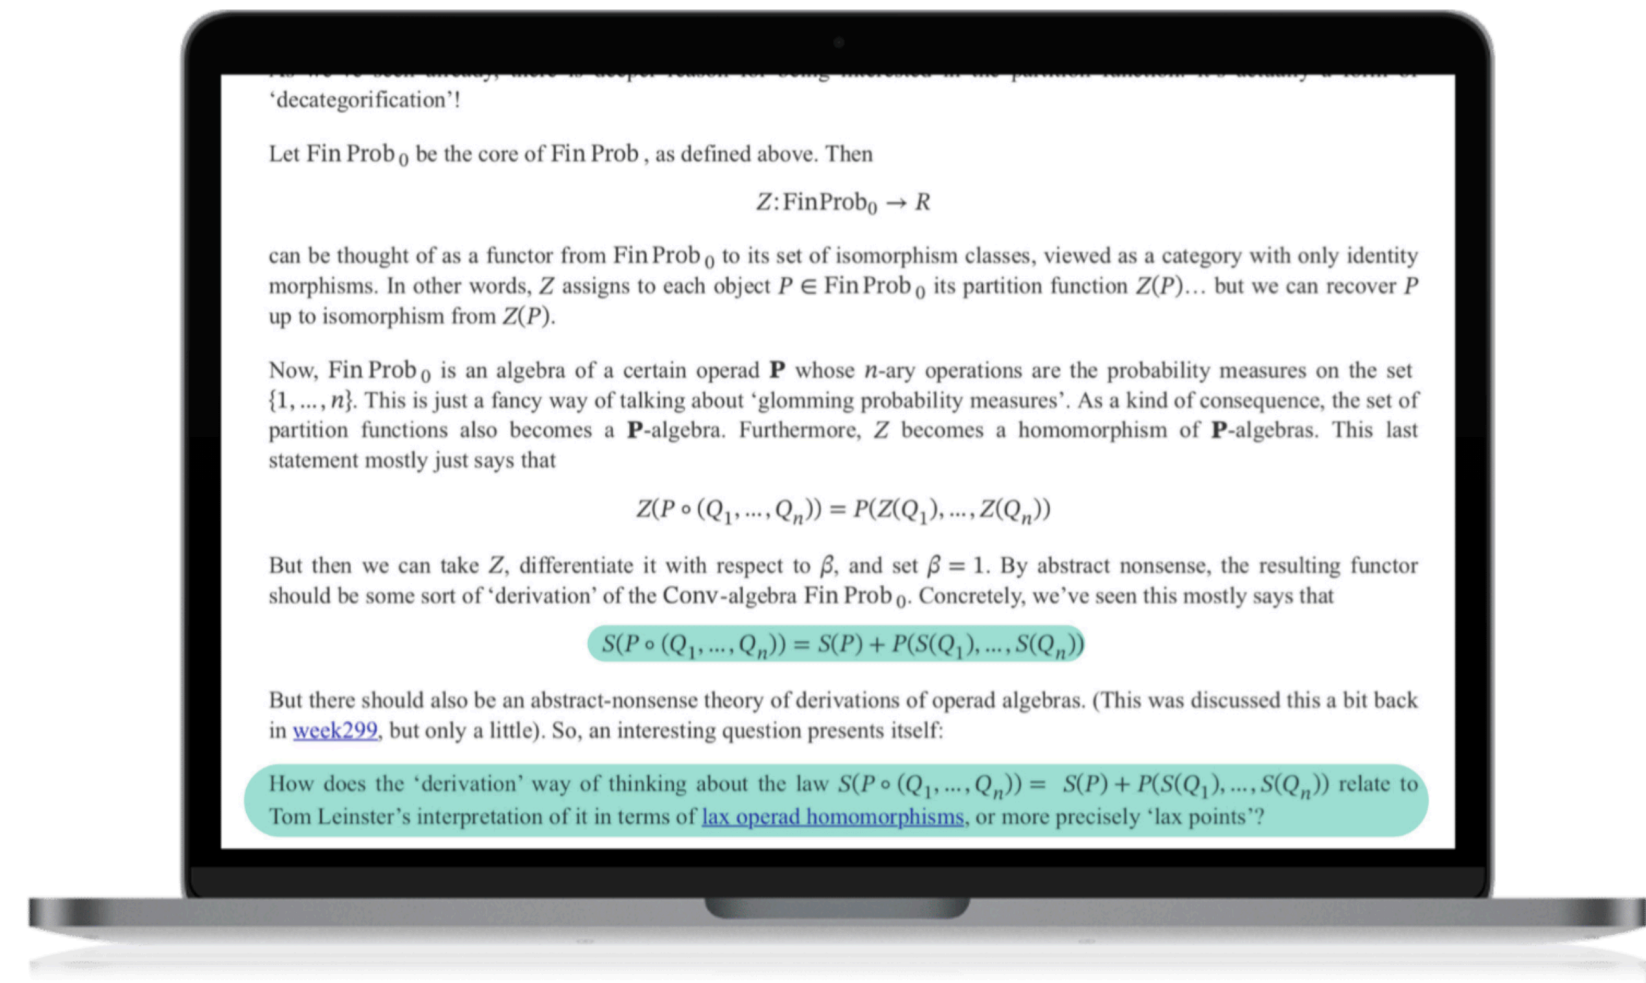 ‘decategorification’!
Let Fin Prob₀ be the core of Fin Prob , as defined above. Then
Z: FinProb₀ → R
can be thought of as a functor from Fin Prob₀ to its set of isomorphism classes, viewed as a category with only identity
morphisms. In other words, Z assigns to each object P ∈ Fin Prob₀ its partition function Z(P)... but we can recover P
up to isomorphism from Z(P).
Now, Fin Prob₀ is an algebra of a certain operad P whose n-ary operations are the probability measures on the set
{1, ..., n}. This is just a fancy way of talking about ‘glomming probability measures’. As a kind of consequence, the set of
partition functions also becomes a P-algebra. Furthermore, Z becomes a homomorphism of P-algebras. This last
statement mostly just says that
Z(P ∘ (Q₁, ..., Qₙ)) = P(Z(Q₁), ..., Z(Qₙ))
But then we can take Z, differentiate it with respect to β, and set β = 1. By abstract nonsense, the resulting functor
should be some sort of ‘derivation’ of the Conv-algebra Fin Prob₀. Concretely, we’ve seen this mostly says that
S(P ∘ (Q₁, ..., Qₙ)) = S(P) + P(S(Q₁), ..., S(Qₙ))
But there should also be an abstract-nonsense theory of derivations of operad algebras. (This was discussed this a bit back
in week299, but only a little). So, an interesting question presents itself:
How does the ‘derivation’ way of thinking about the law S(P ∘ (Q₁, ..., Qₙ)) = S(P) + P(S(Q₁), ..., S(Qₙ)) relate to
Tom Leinster’s interpretation of it in terms of lax operad homomorphisms, or more precisely ‘lax points’?